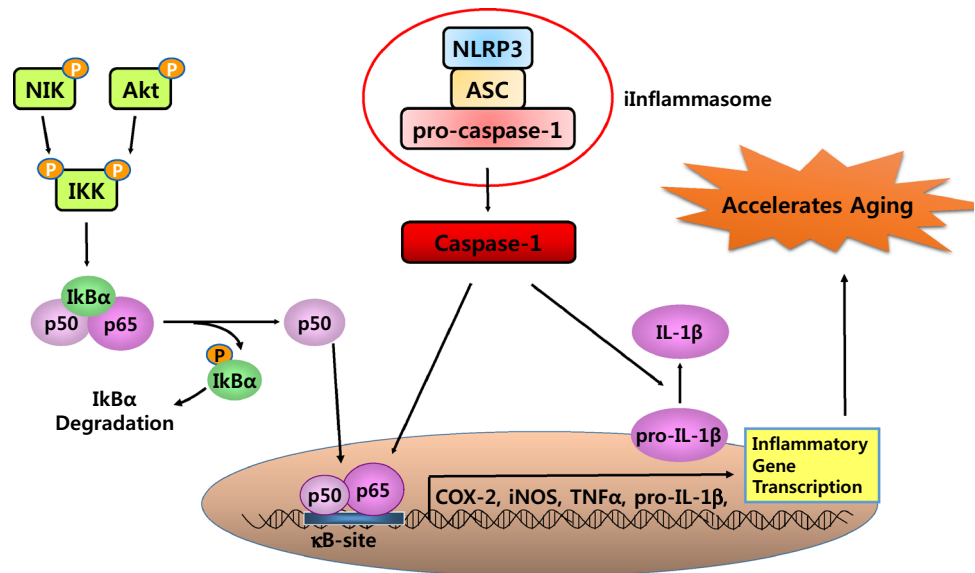 NIK
P
Akt
P
P
P
IKK
IkBα
p50
p65
p50
P
IkBα
IkBα
Degradation
NLRP3
ASC
pro-caspase-1
iInflammasome
Caspase-1
IL-1β
pro-IL-1β
Accelerates Aging
Inflammatory
Gene
Transcription
p50
p65
COX-2, iNOS, TNFα, pro-IL-1β,
κB-site